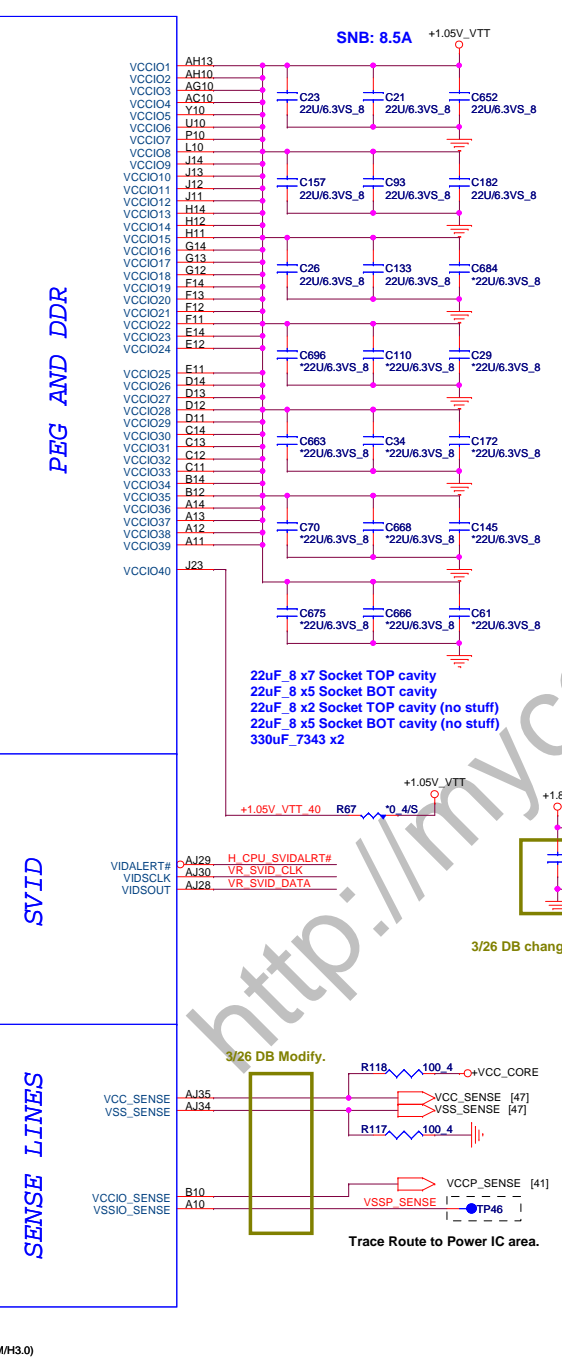 SNB: 8.5A
+1.05V_VTT
PEG AND DDR
VCCIO1 AH13
VCCIO2 AH10
VCCIO3 AG10
VCCIO4 AC10
VCCIO5 Y10
VCCIO6 U10
VCCIO7 P10
VCCIO8 L10
VCCIO9 J14
VCCIO10 J13
VCCIO11 J12
VCCIO12 J11
VCCIO13 H14
VCCIO14 H12
VCCIO15 H11
VCCIO16 G14
VCCIO17 G13
VCCIO18 G12
VCCIO19 F14
VCCIO20 F13
VCCIO21 F12
VCCIO22 F11
VCCIO23 E14
VCCIO24 E12
VCCIO25 E11
VCCIO26 D14
VCCIO27 D13
VCCIO28 D12
VCCIO29 D11
VCCIO30 C14
VCCIO31 C13
VCCIO32 C12
VCCIO33 C11
VCCIO34 B14
VCCIO35 B12
VCCIO36 A14
VCCIO37 A13
VCCIO38 A12
VCCIO39 A11
VCCIO40 J23
C23 C21 C652
22U/6.3VS_8 22U/6.3VS_8 22U/6.3VS_8
C157 C93 C182
22U/6.3VS_8 22U/6.3VS_8 22U/6.3VS_8
C26 C133 C684
22U/6.3VS_8 22U/6.3VS_8 *22U/6.3VS_8
C696 C110 C29
*22U/6.3VS_8 *22U/6.3VS_8 *22U/6.3VS_8
C663 C34 C172
*22U/6.3VS_8 *22U/6.3VS_8 *22U/6.3VS_8
C70 C668 C145
*22U/6.3VS_8 *22U/6.3VS_8 *22U/6.3VS_8
C675 C666 C61
*22U/6.3VS_8 *22U/6.3VS_8 *22U/6.3VS_8
22uF_8 x7 Socket TOP cavity
22uF_8 x5 Socket BOT cavity
22uF_8 x2 Socket TOP cavity (no stuff)
22uF_8 x5 Socket BOT cavity (no stuff)
330uF_7343 x2
+1.05V_VTT
+1.05V_VTT_40 R67 *0_4/S
+1.8
SVID
VIDALERT# AJ29 H_CPU_SVIDALRT#
VIDSCLK AJ30 VR_SVID_CLK
VIDSOUT AJ28 VR_SVID_DATA
3/26 DB chang
http://myc
3/26 DB Modify.
SENSE LINES
R118 100_4 +VCC_CORE
VCC_SENSE AJ35 VCC_SENSE [47]
VSS_SENSE AJ34 VSS_SENSE [47]
R117 100_4
VCCIO_SENSE B10 VCCP_SENSE [41]
VSSIO_SENSE A10 VSSP_SENSE TP46
Trace Route to Power IC area.
M/H3.0)